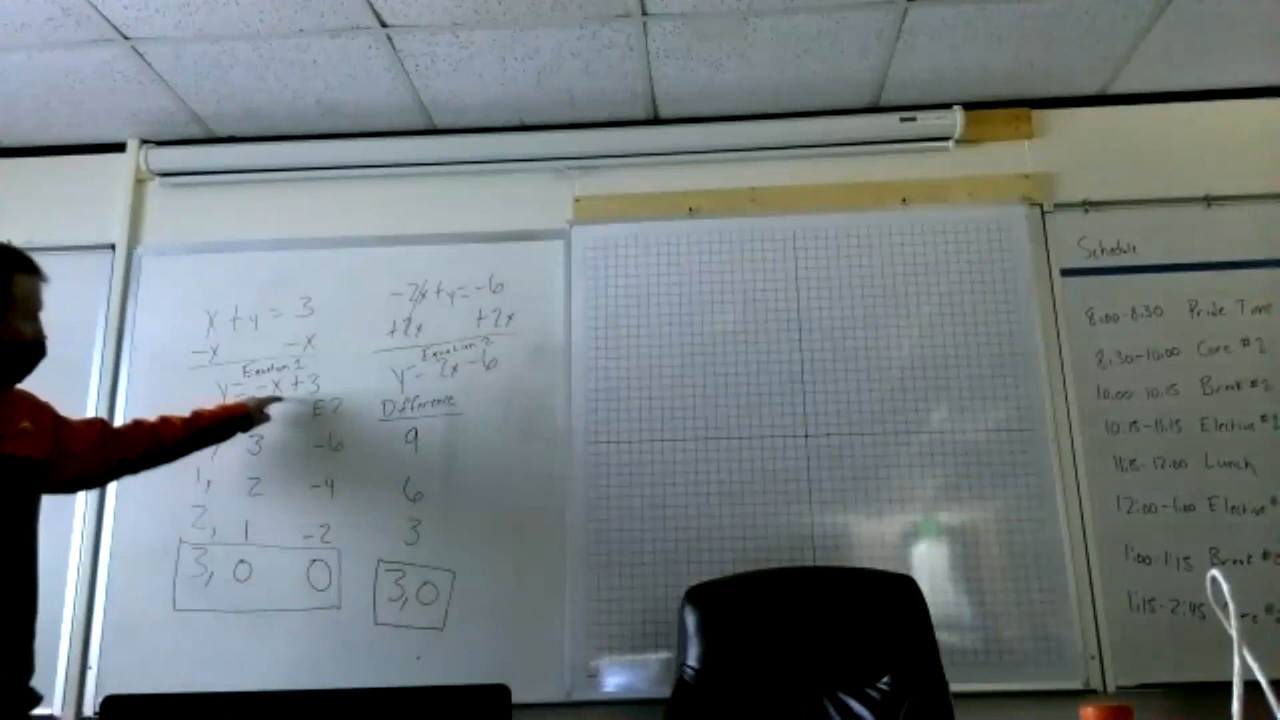 x + y = 3
-x -x
Equation 1
y = -x + 3
E2
3 -6
1, 2 -4
2, 1 -2
3, 0 0
-2x + y = -6
+2x +2x
Equation 2
y = 2x - 6
Difference
9
6
3
3,0
Schedule
8:00-8:30 Pride Time
8:30-10:00 Core #2
10:00 10:15 Break #2
10:15-11:15 Elective #2
11:15-12:00 Lunch
12:00-1:00 Elective #
1:00-1:15 Break #
1:15-2:45